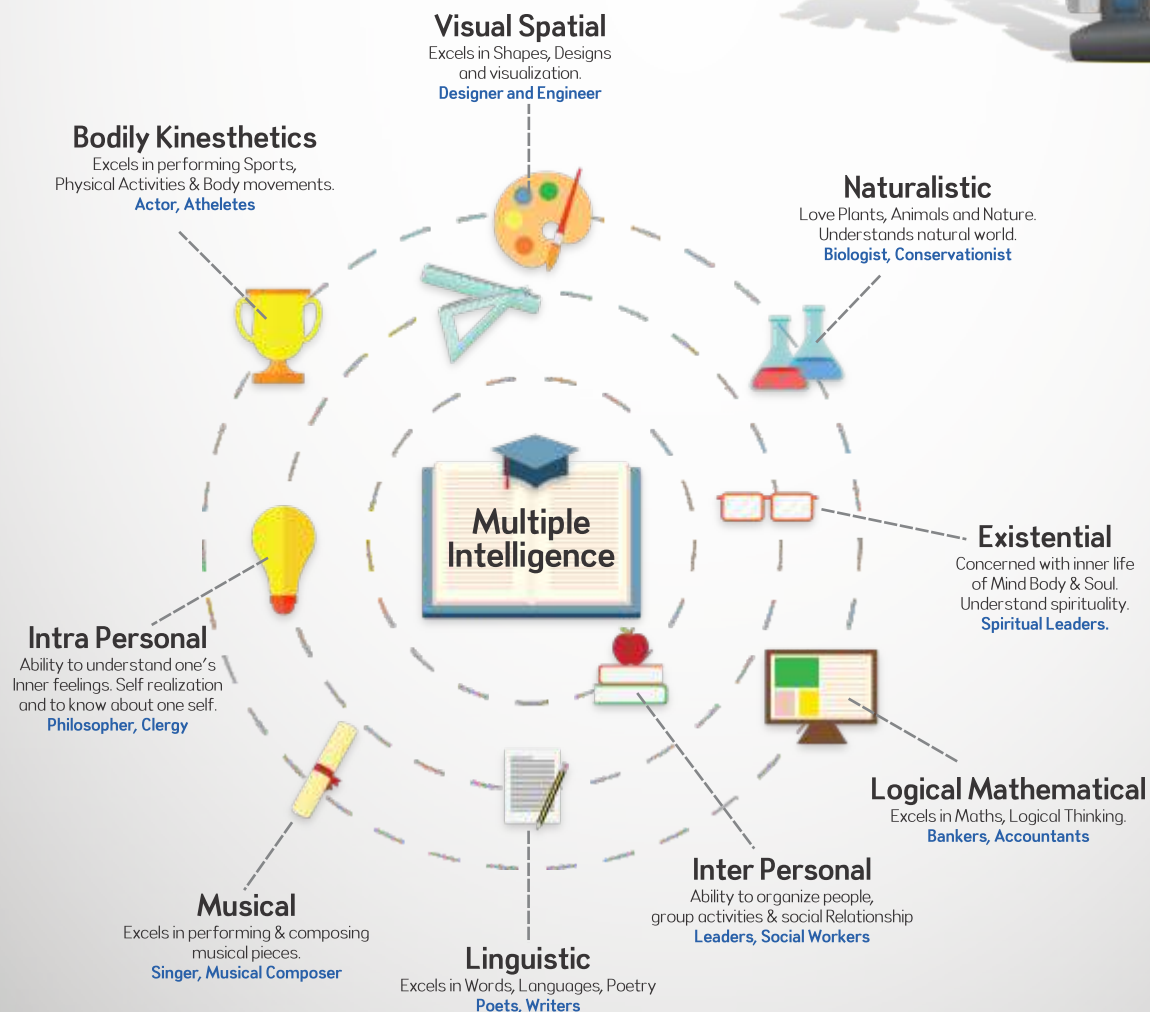 Visual Spatial
Excels in Shapes, Designs
and visualization.
Designer and Engineer
Bodily Kinesthetics
Excels in performing Sports,
Physical Activities & Body movements.
Actor, Atheletes
Naturalistic
Love Plants, Animals and Nature.
Understands natural world.
Biologist, Conservationist
Multiple
Intelligence
Existential
Concerned with inner life
of Mind Body & Soul.
Understand spirituality.
Spiritual Leaders.
Intra Personal
Ability to understand one's
Inner feelings. Self realization
and to know about one self.
Philosopher, Clergy
Logical Mathematical
Excels in Maths, Logical Thinking.
Bankers, Accountants
Inter Personal
Ability to organize people,
group activities & social Relationship
Leaders, Social Workers
Musical
Excels in performing & composing
musical pieces.
Singer, Musical Composer
Linguistic
Excels in Words, Languages, Poetry
Poets, Writers